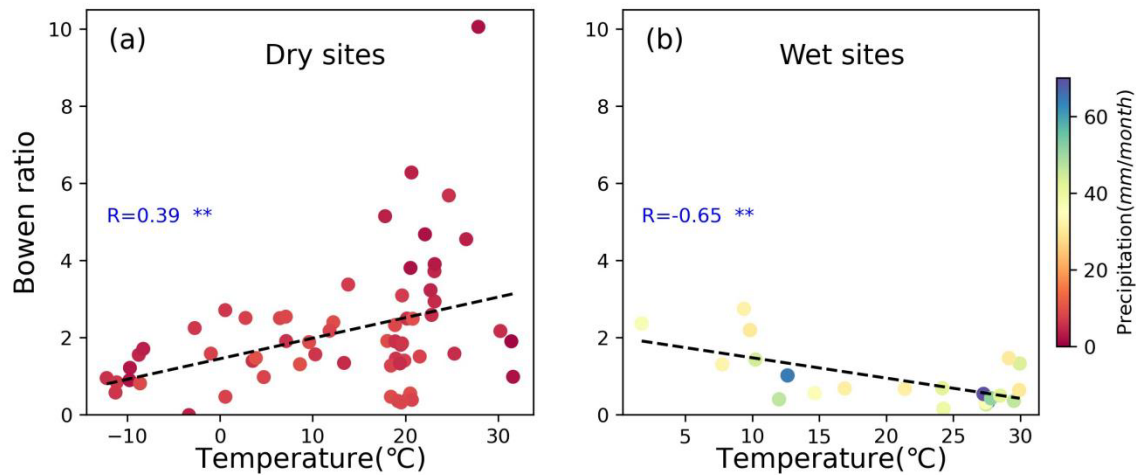 (a)
Dry sites
R=0.39 **
Bowen ratio
10
8
6
4
2
0
−10
0
10
20
30
Temperature(℃)
(b)
Wet sites
R=-0.65 **
10
8
6
4
2
0
5
10
15
20
25
30
Temperature(℃)
60
40
20
0
Precipitation(mm/month)